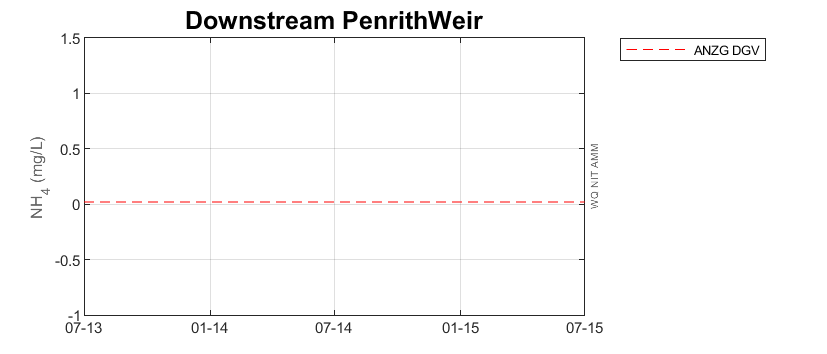 Downstream PenrithWeir
ANZG DGV
1.5
1
0.5
0
-0.5
-1
NH4 (mg/L)
WQ NIT AMM
07-13
01-14
07-14
01-15
07-15